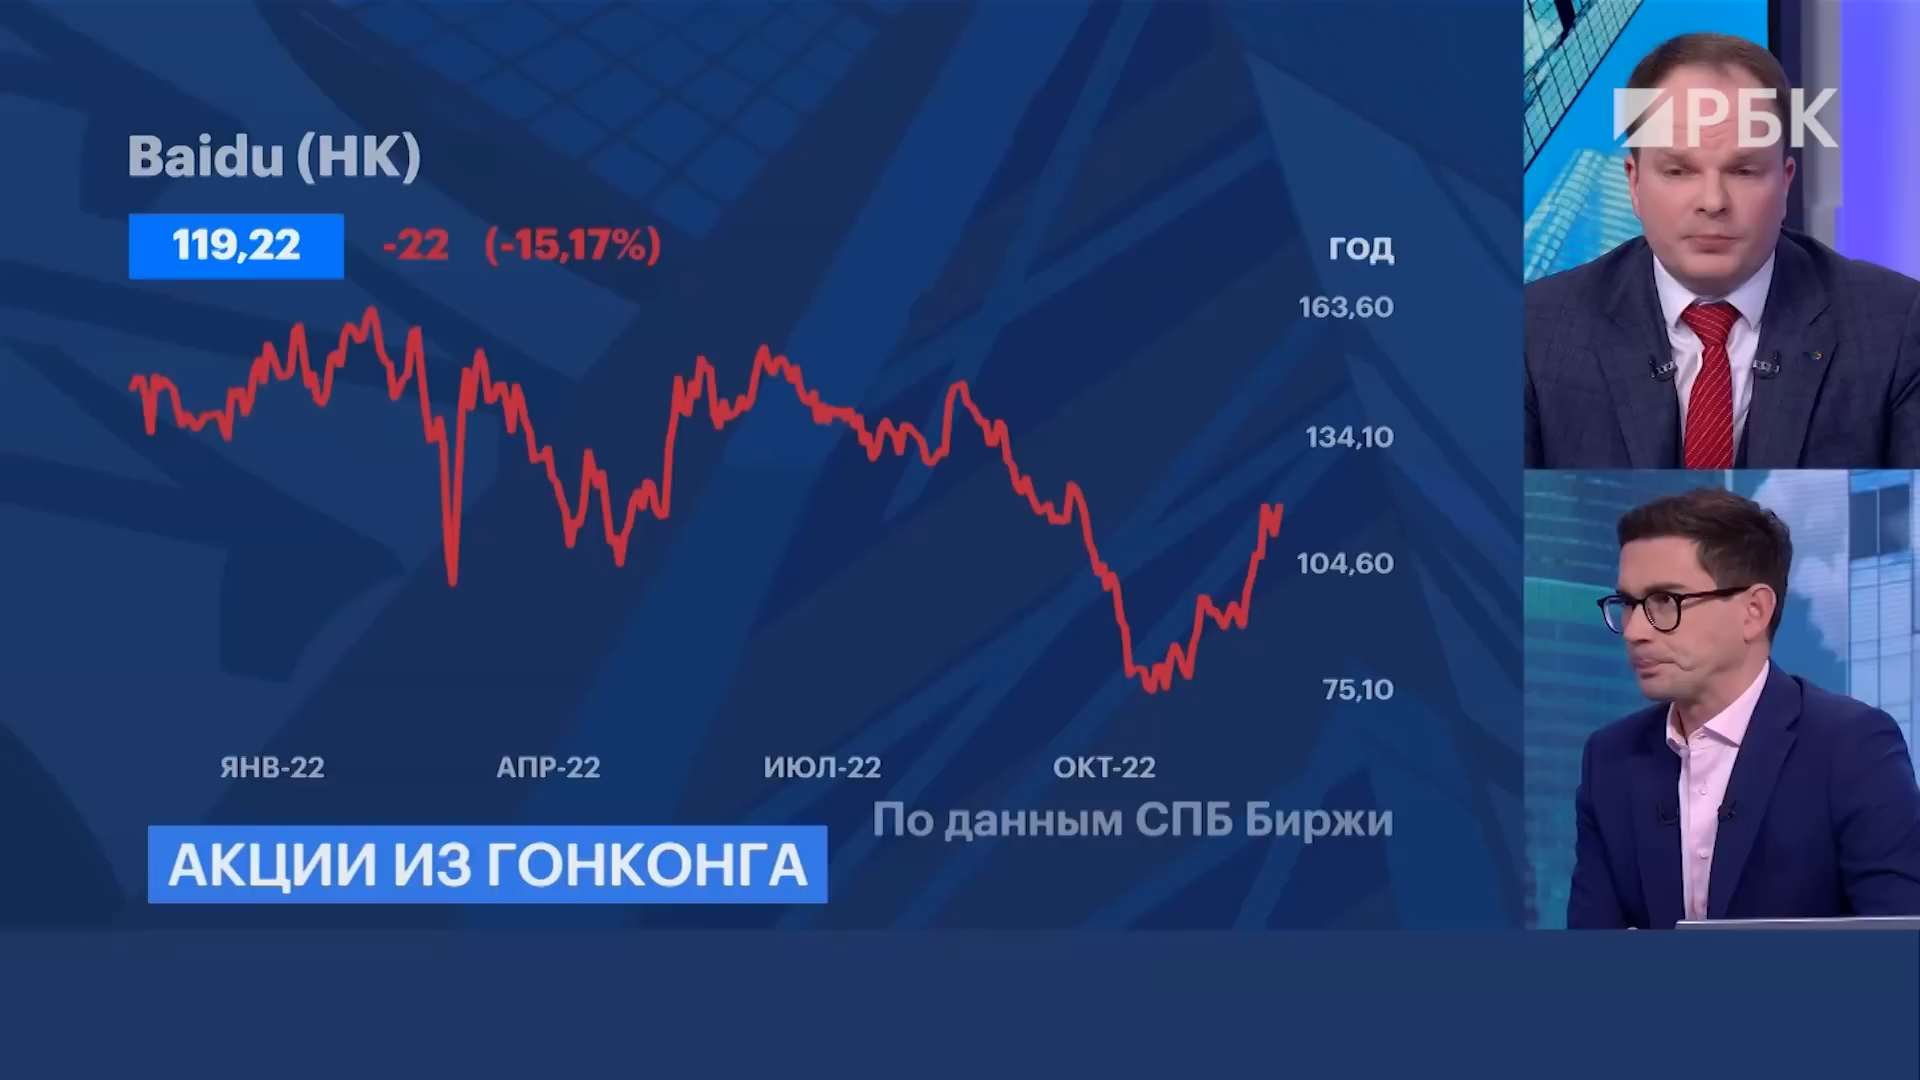 РБК
Baidu (HK)
119,22 -22 (-15,17%)
ГОД
163,60
134,10
104,60
75,10
ЯНВ-22 АПР-22 ИЮЛ-22 ОКТ-22
По данным СПБ Биржи
АКЦИИ ИЗ ГОНКОНГА